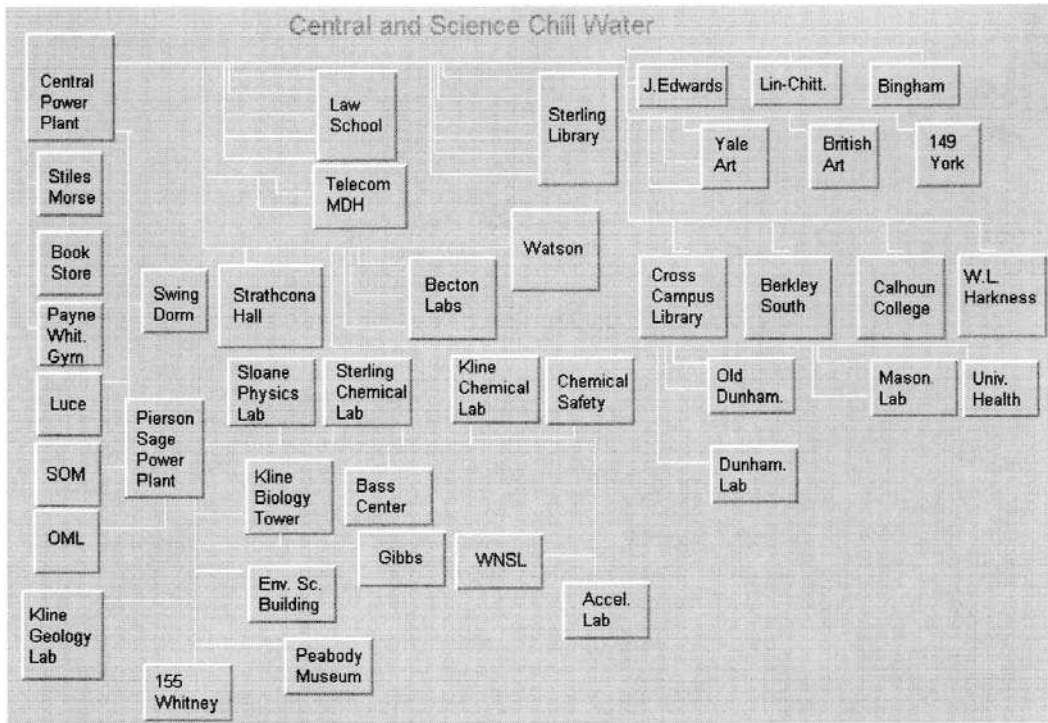 Central and Science Chill Water
Central
Power
Plant
Law
School
Sterling
Library
J.Edwards
Lin-Chitt.
Bingham
Yale
Art
British
Art
149
York
Stiles
Morse
Telecom
MDH
Book
Store
Swing
Dorm
Strathcona
Hall
Becton
Labs
Watson
Cross
Campus
Library
Berkley
South
Calhoun
College
W.L.
Harkness
Payne
Whit.
Gym
Luce
Pierson
Sage
Power
Plant
Sloane
Physics
Lab
Sterling
Chemical
Lab
Kline
Chemical
Lab
Chemical
Safety
Old
Dunham.
Mason.
Lab
Univ.
Health
SOM
Kline
Biology
Tower
Bass
Center
Dunham.
Lab
OML
Gibbs
WNSL
Env. Sc.
Building
Accel.
Lab
Kline
Geology
Lab
155
Whitney
Peabody
Museum